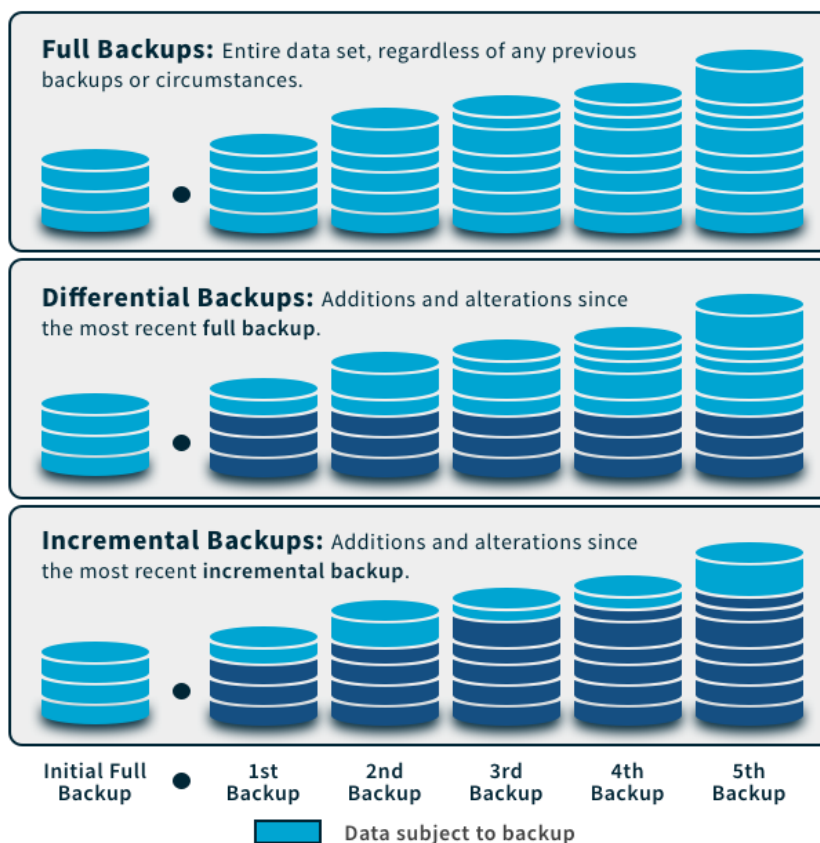 Full Backups: Entire data set, regardless of any previous
backups or circumstances.
Differential Backups: Additions and alterations since
the most recent full backup.
Incremental Backups: Additions and alterations since
the most recent incremental backup.
Initial Full
Backup
1st
Backup
2nd
Backup
3rd
Backup
4th
Backup
5th
Backup
Data subject to backup